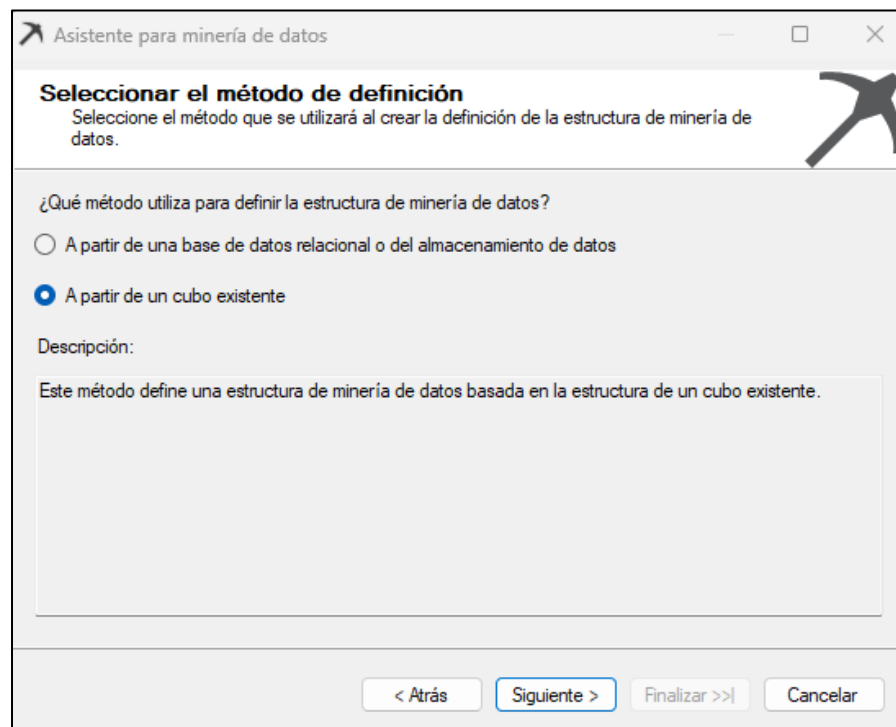 Asistente para minería de datos
Seleccionar el método de definición
Seleccione el método que se utilizará al crear la definición de la estructura de minería de
datos.
¿Qué método utiliza para definir la estructura de minería de datos?
A partir de una base de datos relacional o del almacenamiento de datos
A partir de un cubo existente
Descripción:
Este método define una estructura de minería de datos basada en la estructura de un cubo existente.
< Atrás Siguiente > Finalizar >>| Cancelar